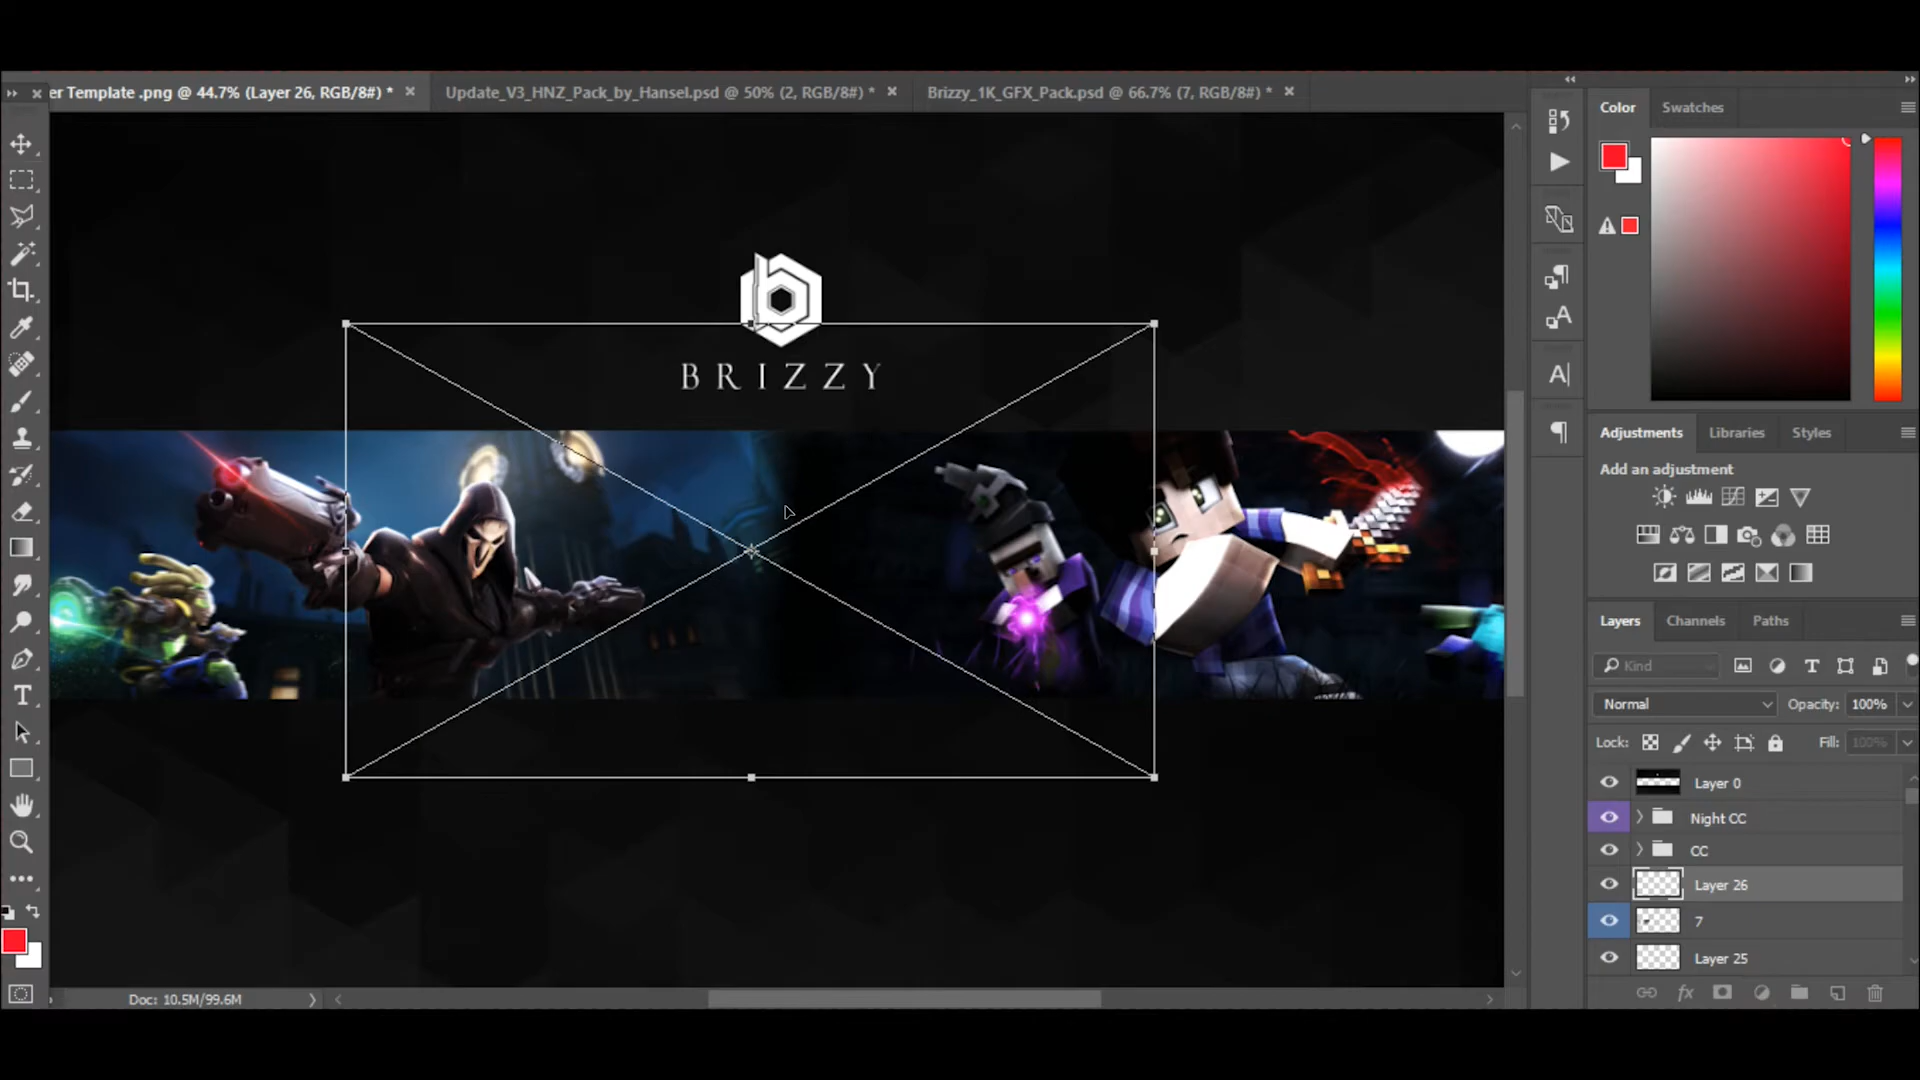 er Template .png @ 44.7% (Layer 26, RGB/8#) *
Update_V3_HNZ_Pack_by_Hansel.psd @ 50% (2, RGB/8#) *
Brizzy_1K_GFX_Pack.psd @ 66.7% (7, RGB/8#) *
Color
Swatches
BRIZZY
Adjustments
Libraries
Styles
Add an adjustment
Layers
Channels
Paths
Kind
Normal
Opacity: 100%
Lock:
Fill: 100%
Layer 0
Night CC
CC
Layer 26
7
Layer 25
Doc: 10.5M/99.6M